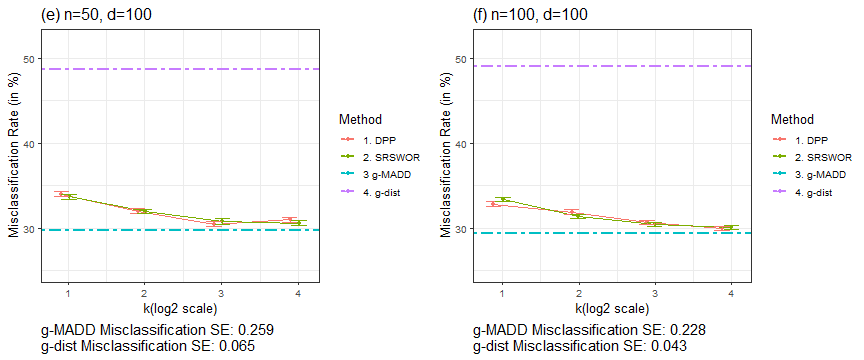 (e) n=50, d=100
Misclassification Rate (in %)
50
40
30
1 2 3 4
k(log2 scale)
Method
1. DPP
2. SRSWOR
3 g-MADD
4. g-dist
g-MADD Misclassification SE: 0.259
g-dist Misclassification SE: 0.065
(f) n=100, d=100
Misclassification Rate (in %)
50
40
30
1 2 3 4
k(log2 scale)
Method
1. DPP
2. SRSWOR
3 g-MADD
4. g-dist
g-MADD Misclassification SE: 0.228
g-dist Misclassification SE: 0.043